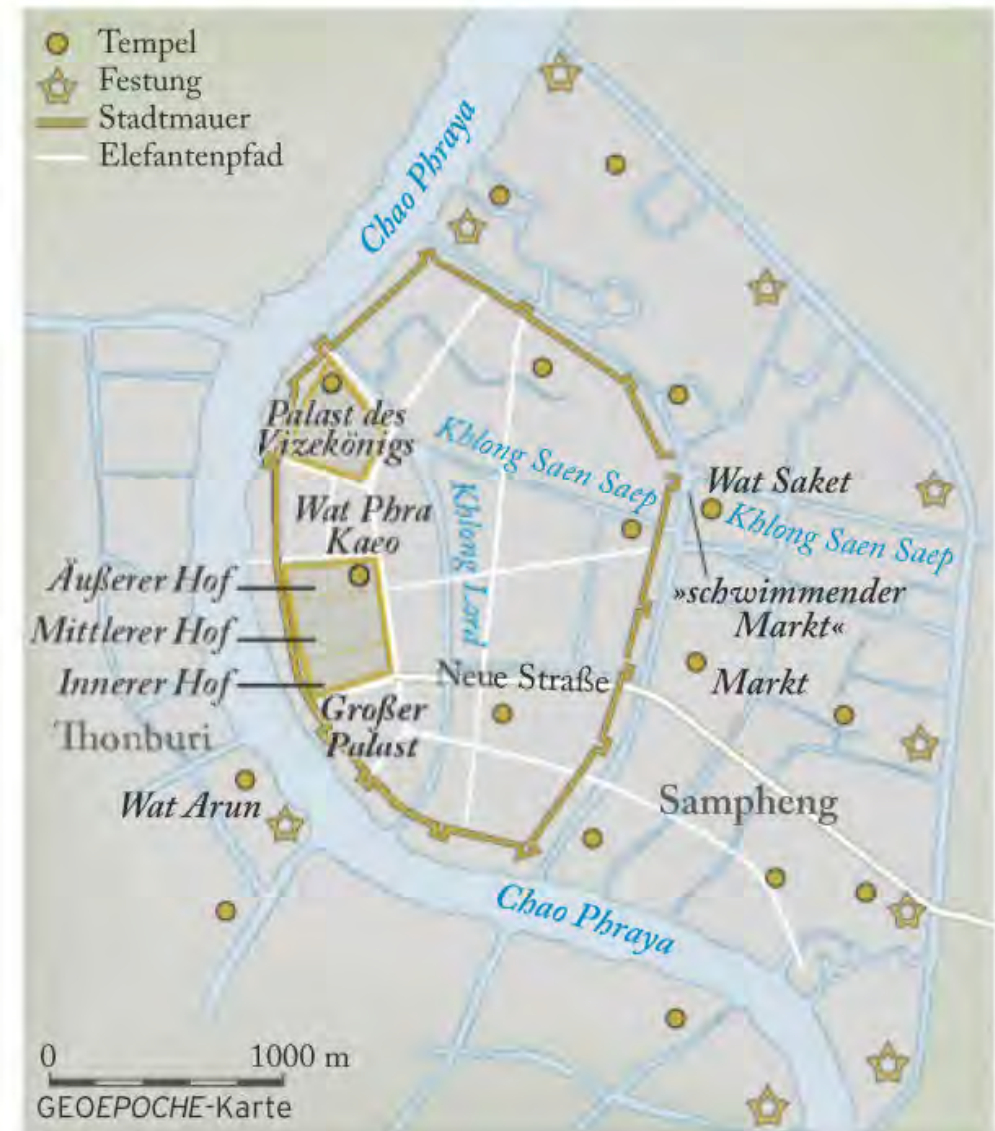 Tempel
Festung
Stadtmauer
Elefantenpfad
Chao Phraya
Palast des
Vizekönigs
Khlong Saen Saep
Wat Saket
Khlong Saen Saep
Wat Phra
Kaeo
Khlong Lord
Äußerer Hof
»schwimmender
Markt«
Mittlerer Hof
Innerer Hof
Neue Straße
Markt
Großer
Palast
Thonburi
Wat Arun
Sampheng
Chao Phraya
0 1000 m
GEOEPOCHE-Karte